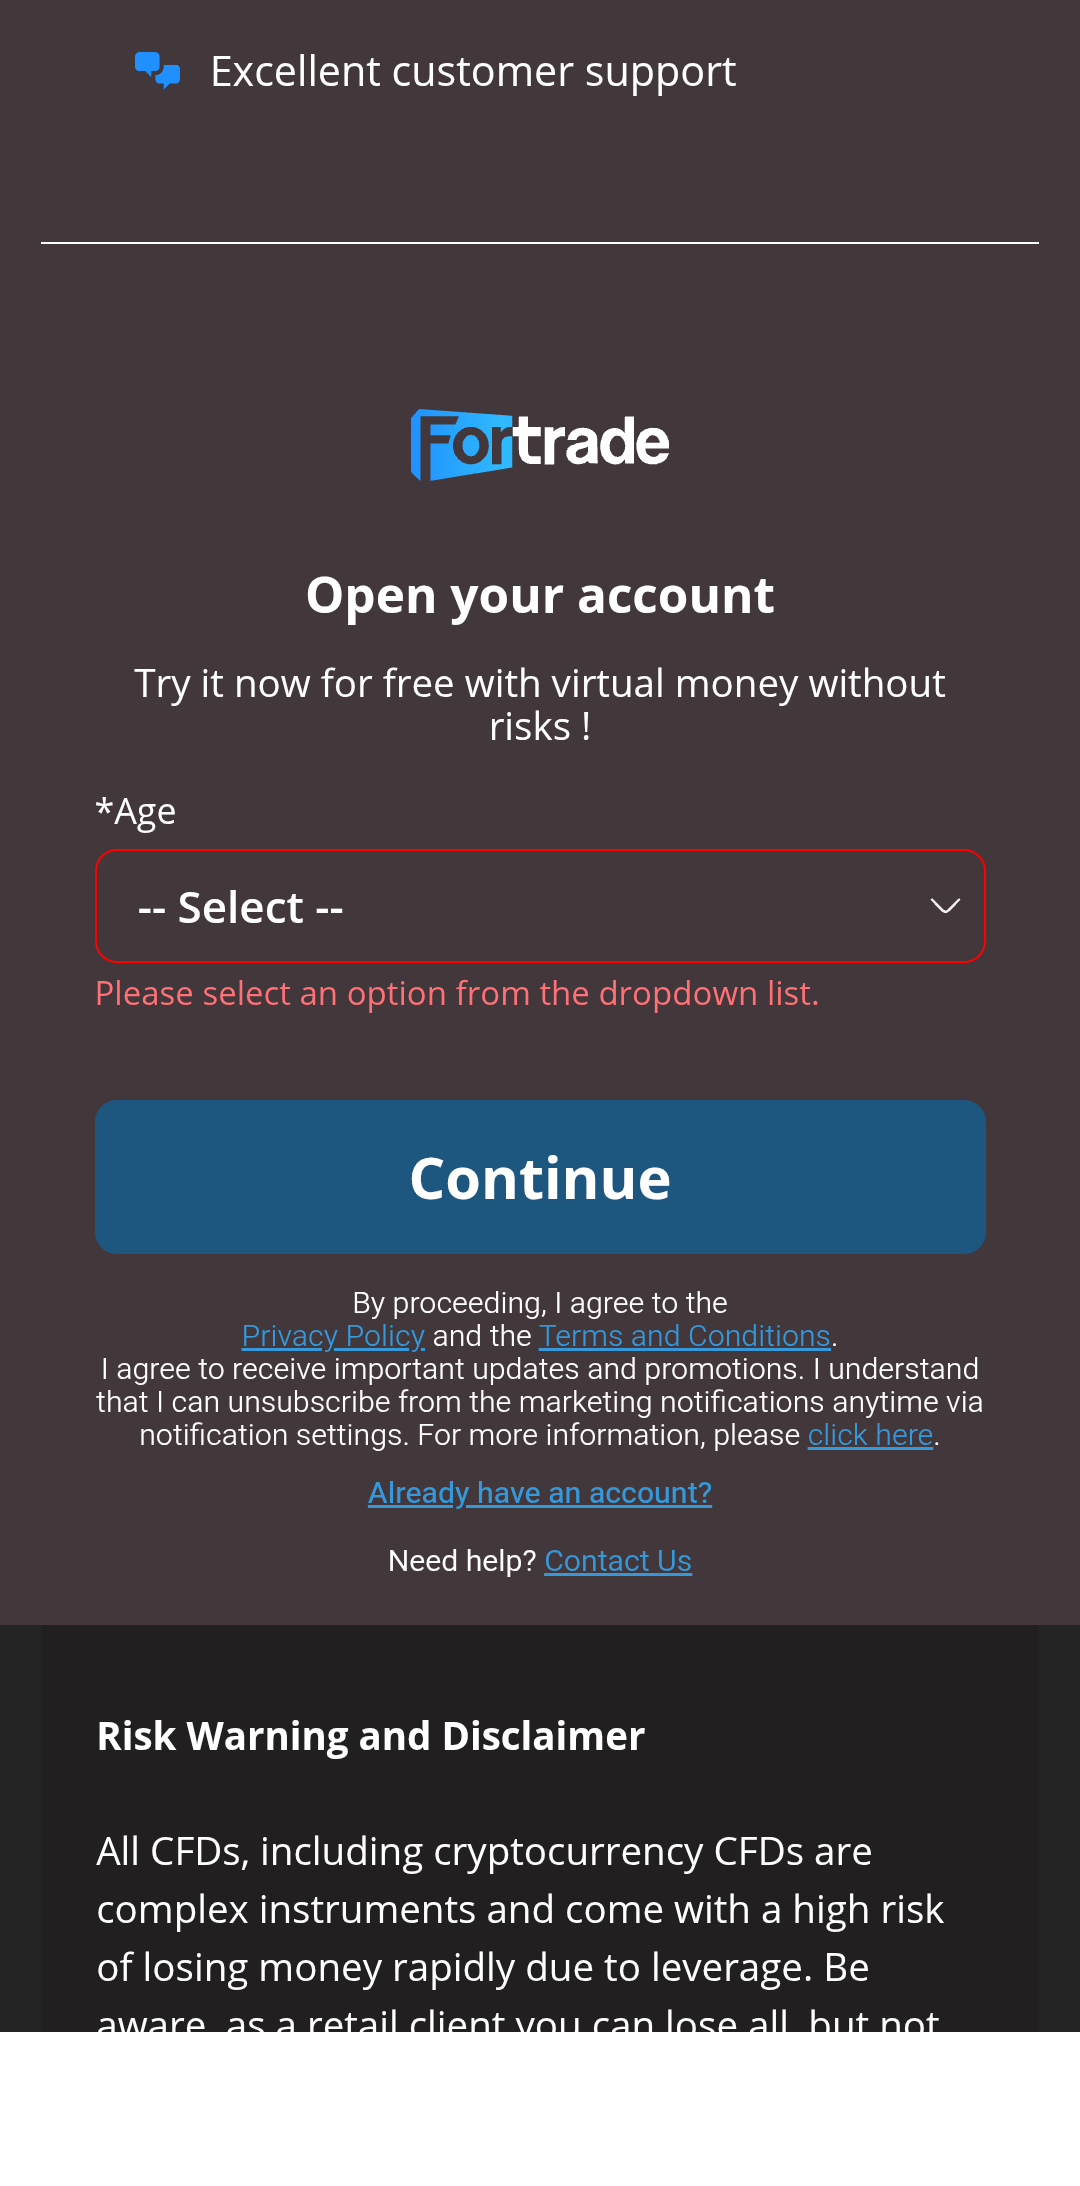 Excellent customer support
Fortrade
Open your account
Try it now for free with virtual money without
risks !
*Age
-- Select --
Please select an option from the dropdown list.
Continue
By proceeding, I agree to the
Privacy Policy and the Terms and Conditions.
I agree to receive important updates and promotions. I understand
that I can unsubscribe from the marketing notifications anytime via
notification settings. For more information, please click here.
Already have an account?
Need help? Contact Us
Risk Warning and Disclaimer
All CFDs, including cryptocurrency CFDs are
complex instruments and come with a high risk
of losing money rapidly due to leverage. Be
aware, as a retail client you can lose all, but not